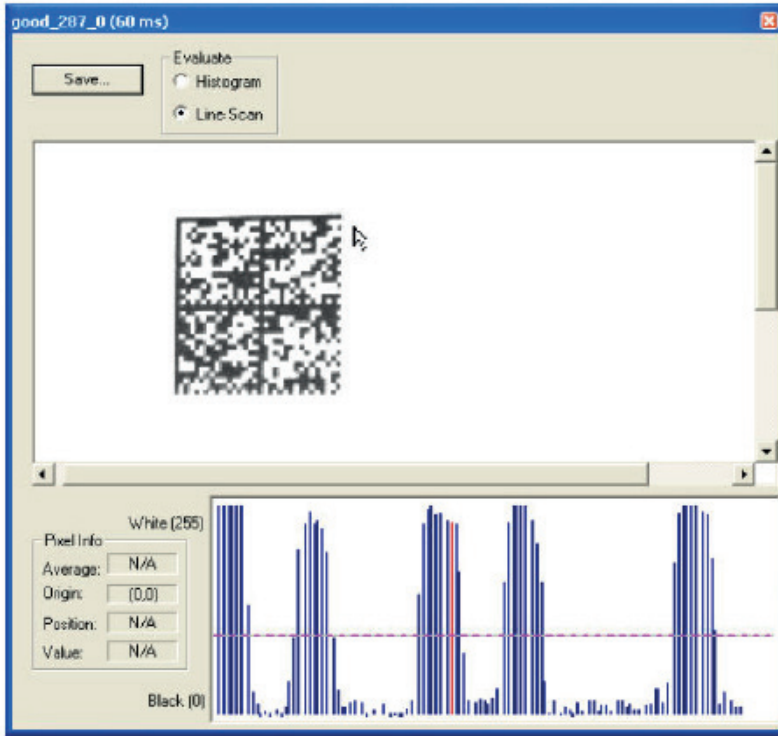 good_287_0 (60 ms)
Save...
Evaluate
Histogram
Line Scan
White (255)
Pixel Info
Average: N/A
Origin: (0,0)
Position: N/A
Value: N/A
Black (0)